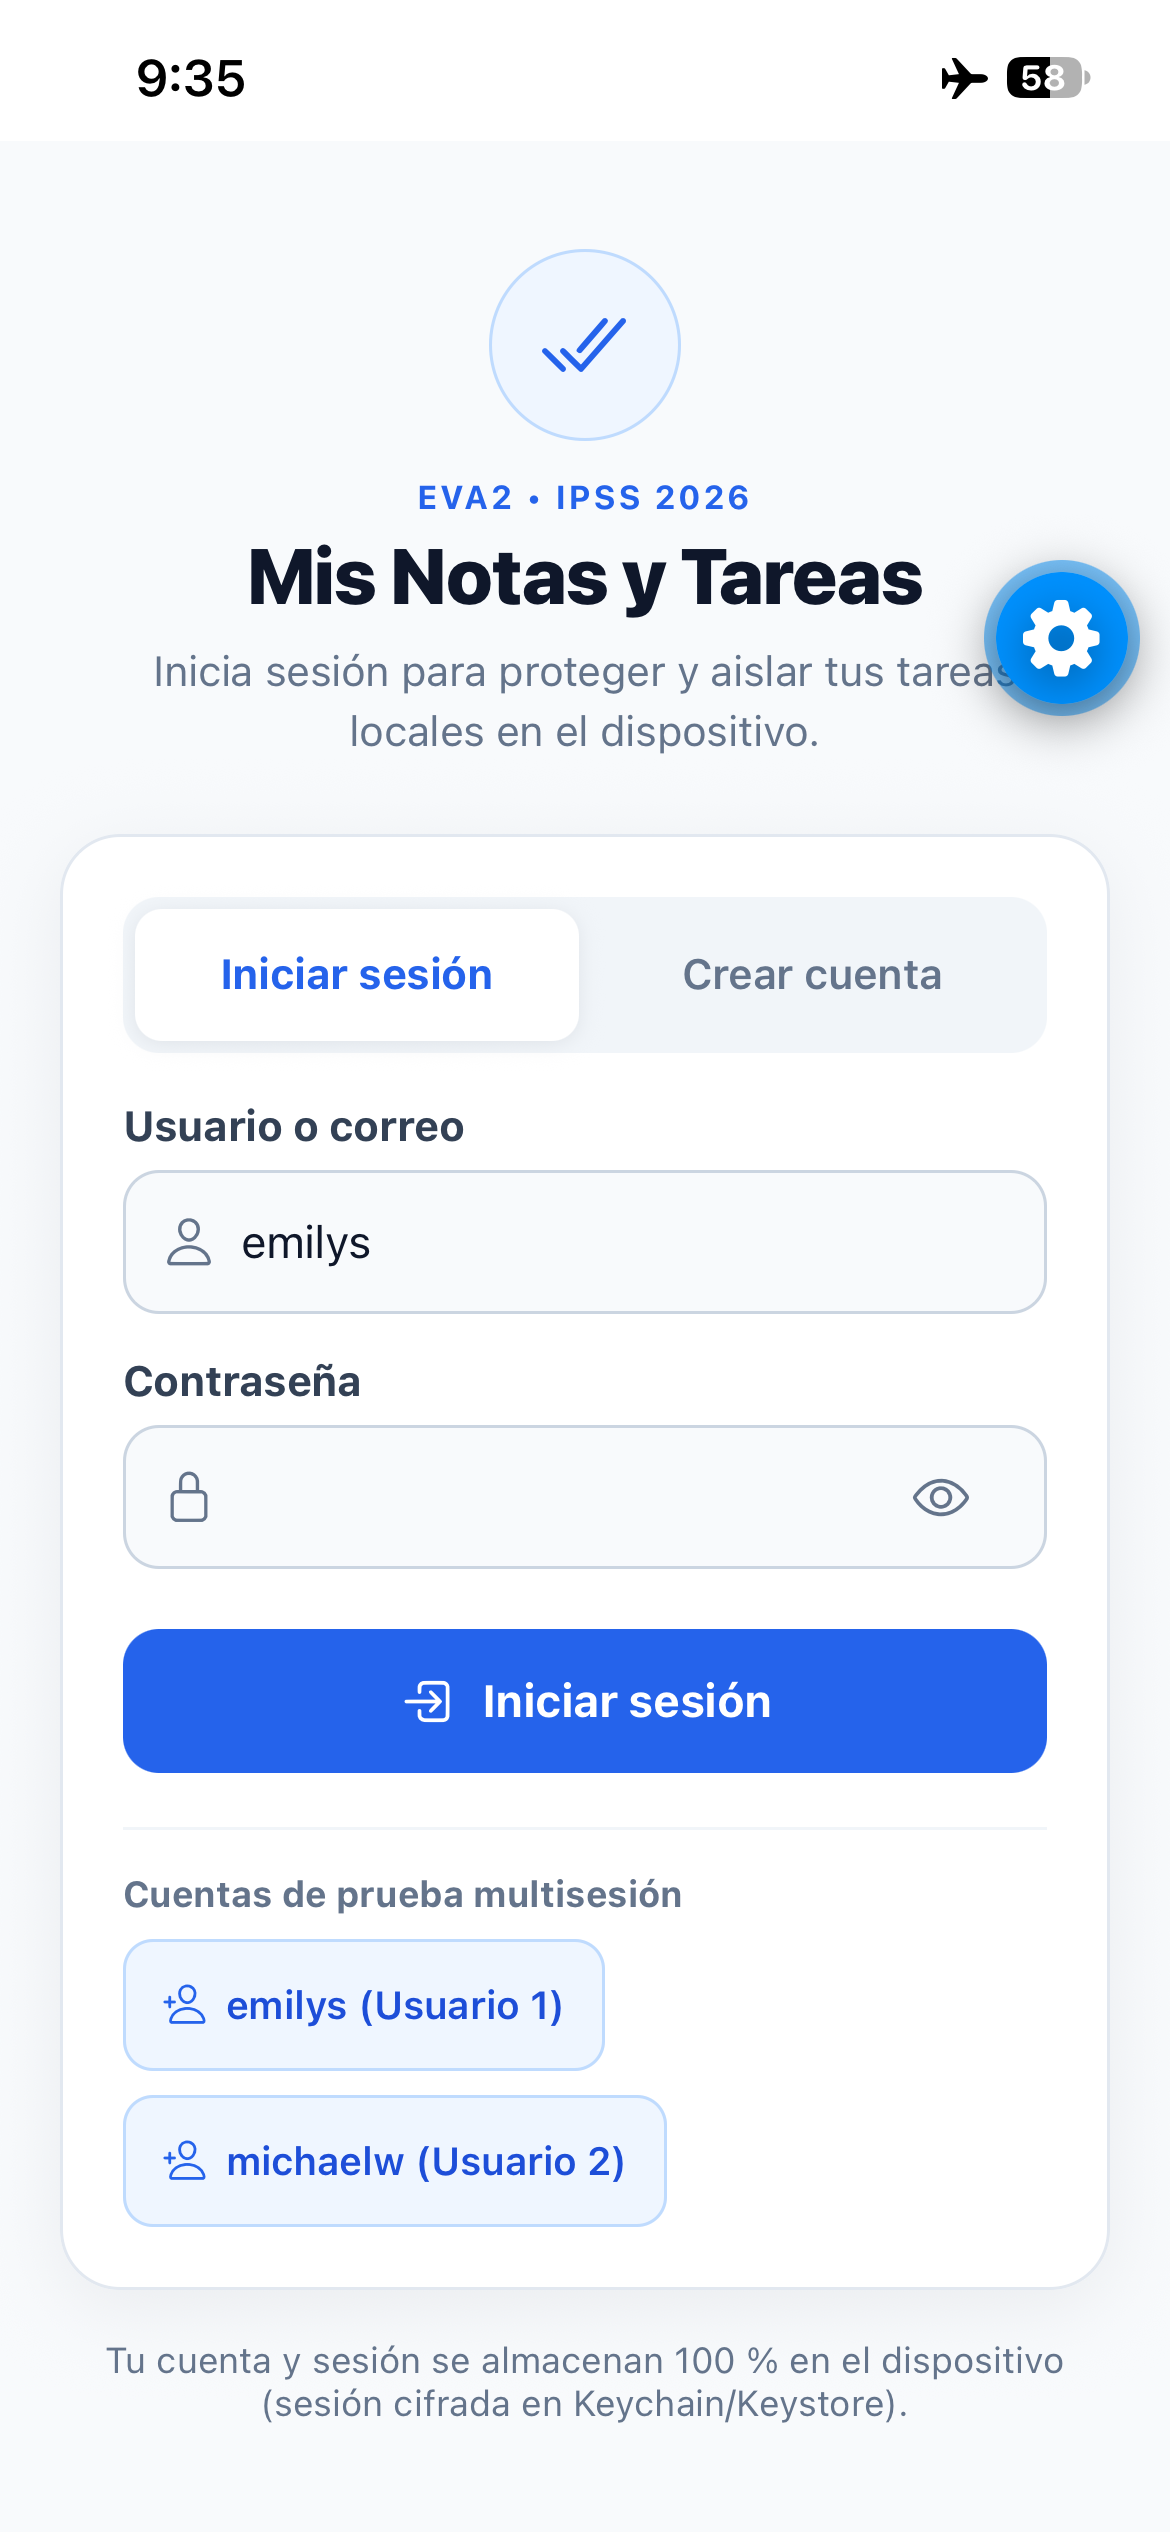 9:35
58
EVA2 • IPSS 2026
Mis Notas y Tareas
Inicia sesión para proteger y aislar tus tareas
locales en el dispositivo.
Iniciar sesión
Crear cuenta
Usuario o correo
emilys
Contraseña
Iniciar sesión
Cuentas de prueba multisesión
emilys (Usuario 1)
michaelw (Usuario 2)
Tu cuenta y sesión se almacenan 100 % en el dispositivo
(sesión cifrada en Keychain/Keystore).